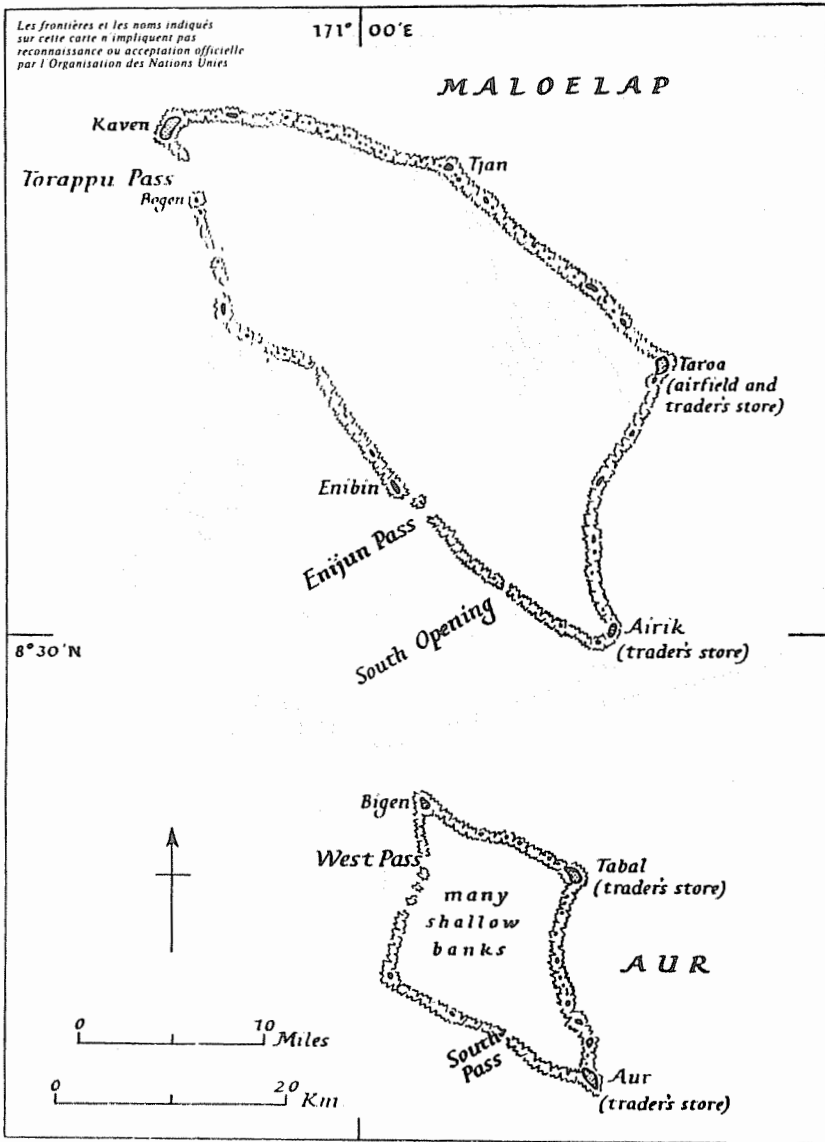 Les frontières et les noms indiqués
sur cette carte n'impliquent pas
reconnaissance ou acceptation officielle
par l'Organisation des Nations Unies
171° 00'E
MALOELAP
Kaven
Tjan
Torappu Pass
Bogen
Taroa
(airfield and
trader's store)
Enibin
Enijun Pass
South Opening
Airik
(trader's store)
8°30'N
Bigen
West Pass
Tabal
(trader's store)
many
shallow
banks
AUR
0 10 Miles
South
Pass
Aur
(trader's store)
0 20 Km